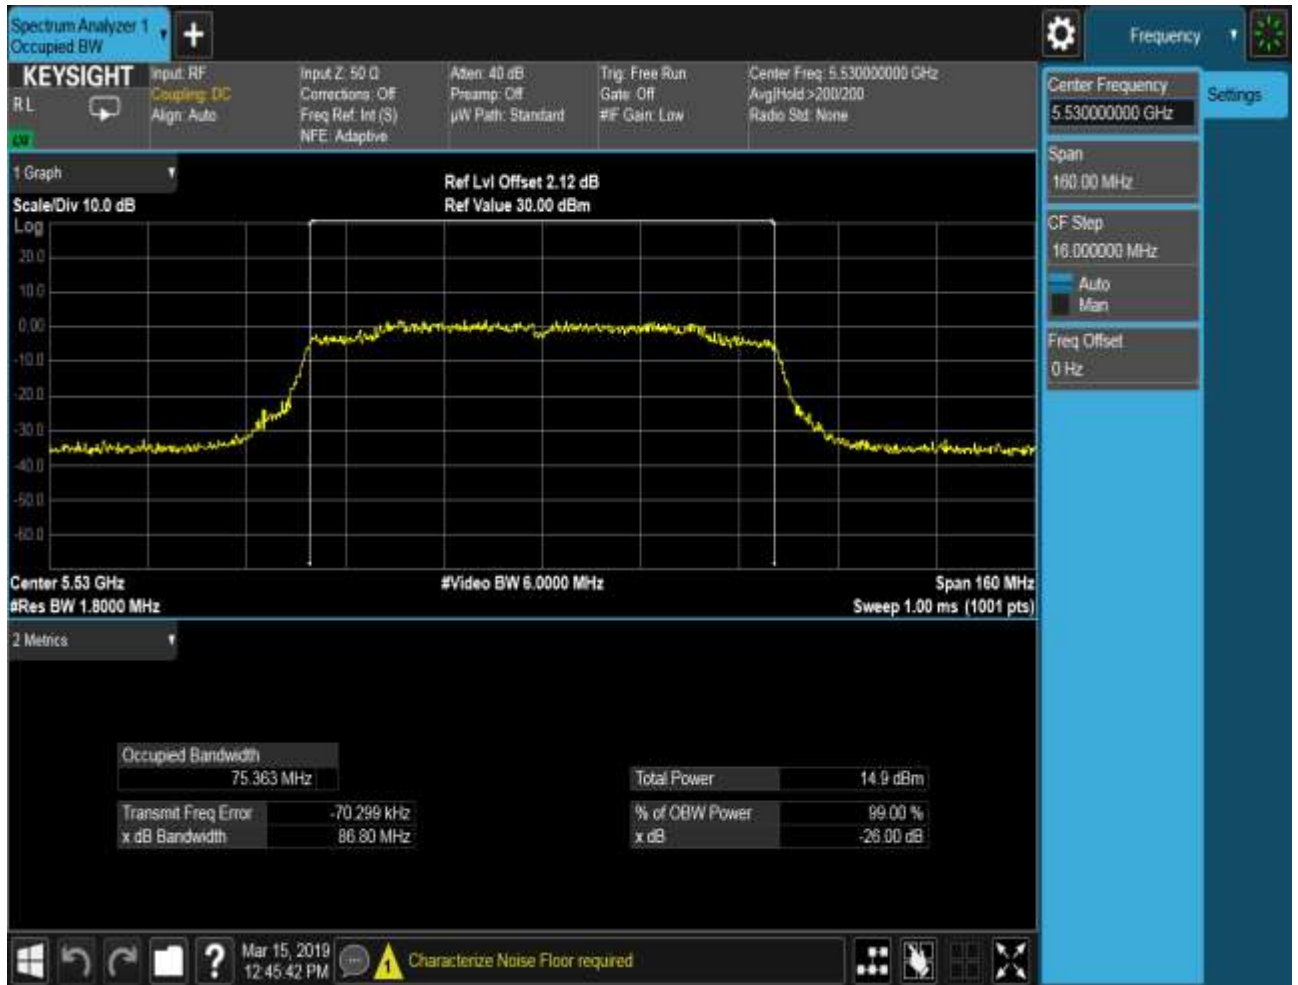 Spectrum Analyzer 1
Occupied BW
Frequency
KEYSIGHT
R L
Input: RF
Coupling: DC
Align: Auto
Input Z: 50 Ω
Corrections: Off
Freq Ref: Int (S)
NFE: Adaptive
Atten: 40 dB
Preamp: Off
µW Path: Standard
Trig: Free Run
Gate: Off
#IF Gain: Low
Center Freq: 5.530000000 GHz
Avg|Hold:>200/200
Radio Std: None
Center Frequency
5.530000000 GHz
Settings
Span
160.00 MHz
CF Step
16.000000 MHz
Auto
Man
Freq Offset
0 Hz
1 Graph
Scale/Div 10.0 dB
Ref Lvl Offset 2.12 dB
Ref Value 30.00 dBm
Log
20.0
10.0
0.00
-10.0
-20.0
-30.0
-40.0
-50.0
-60.0
Center 5.53 GHz
#Video BW 6.0000 MHz
Span 160 MHz
#Res BW 1.8000 MHz
Sweep 1.00 ms (1001 pts)
2 Metrics
Occupied Bandwidth
75.363 MHz
Total Power 14.9 dBm
Transmit Freq Error -70.299 kHz
% of OBW Power 99.00 %
x dB Bandwidth 86.80 MHz
x dB -26.00 dB
?
Mar 15, 2019
12:45:42 PM
1
Characterize Noise Floor required